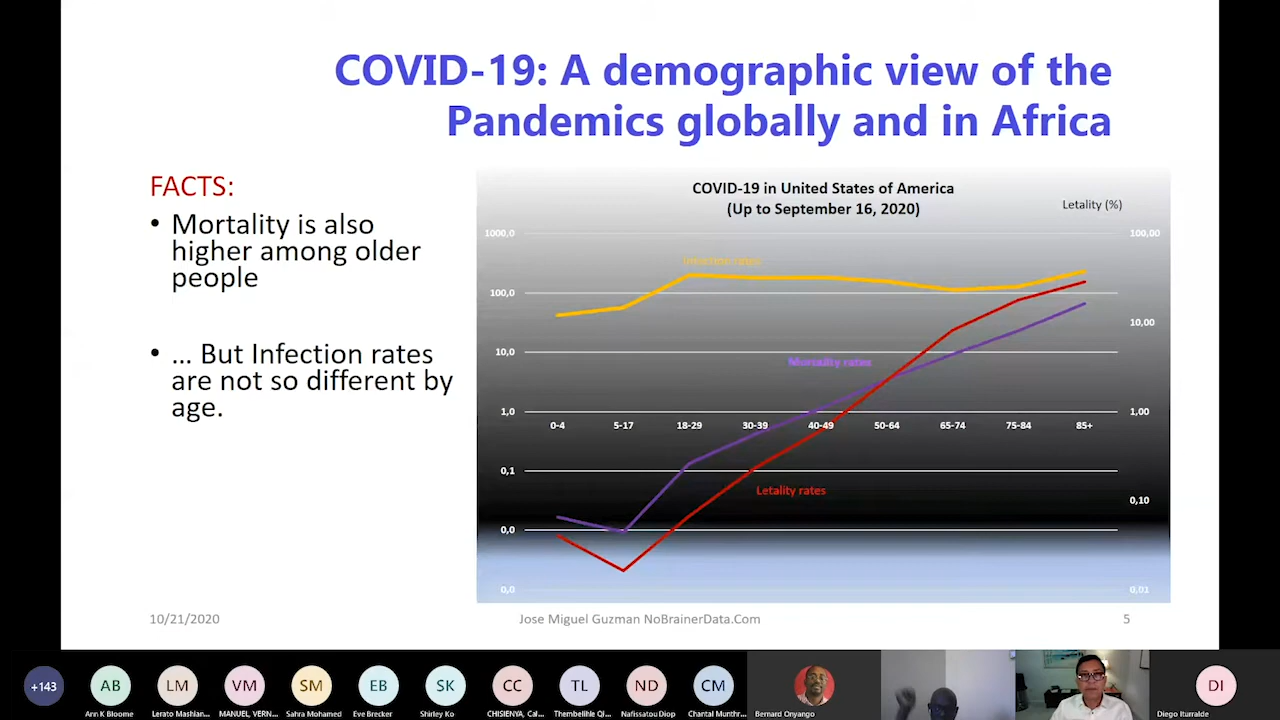 COVID-19: A demographic view of the
Pandemics globally and in Africa
FACTS:
• Mortality is also
higher among older
people
• ... But Infection rates
are not so different by
age.
COVID-19 in United States of America
(Up to September 16, 2020)
Letality (%)
1000,0
100,00
Infection rates
100,0
10,00
10,0
Mortality rates
1,0
1,00
0-4 5-17 18-29 30-39 40-49 50-64 65-74 75-84 85+
0,1
Letality rates
0,10
0,0
0,0
0,01
10/21/2020
Jose Miguel Guzman NoBrainerData.Com
5
+143
AB
LM
VM
SM
EB
SK
CC
TL
ND
CM
DI
Ann K Bloome
Lerato Mashian...
MANUEL, VERN...
Sahra Mohamed
Eve Brecker
Shirley Ko
CHISIENYA, Cal...
Thembelihle Ql...
Nafissatou Diop
Chantal Munthr...
Bernard Onyango
Diego Iturralde